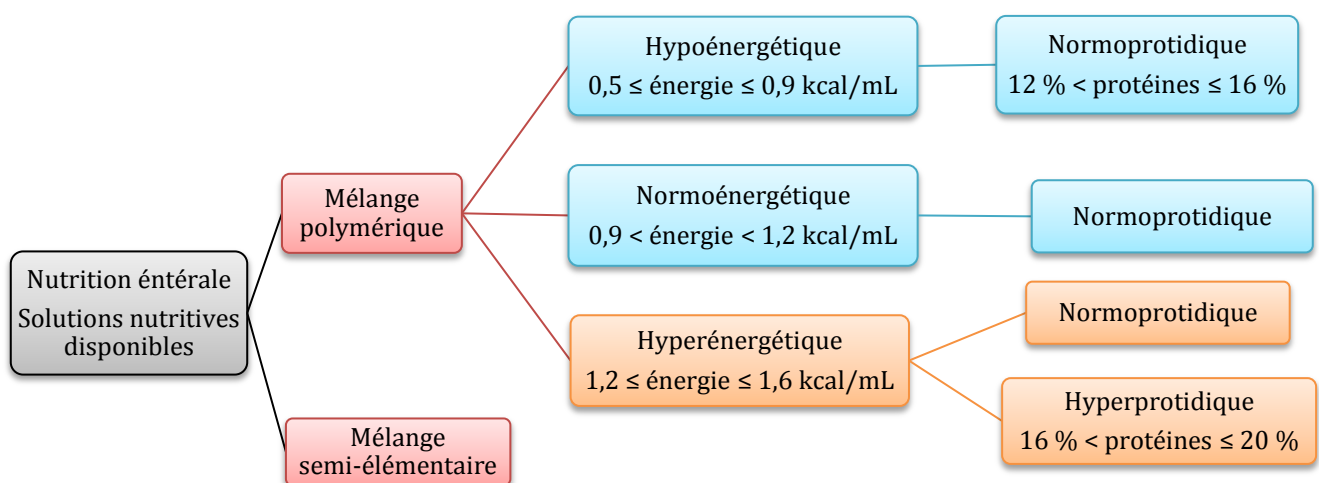 Nutrition éntérale
Solutions nutritives
disponibles
Mélange
polymérique
Mélange
semi-élémentaire
Hypoénergétique
0,5 ≤ énergie ≤ 0,9 kcal/mL
Normoprotidique
12 % < protéines ≤ 16 %
Normoénergétique
0,9 < énergie < 1,2 kcal/mL
Normoprotidique
Hyperénergétique
1,2 ≤ énergie ≤ 1,6 kcal/mL
Normoprotidique
Hyperprotidique
16 % < protéines ≤ 20 %